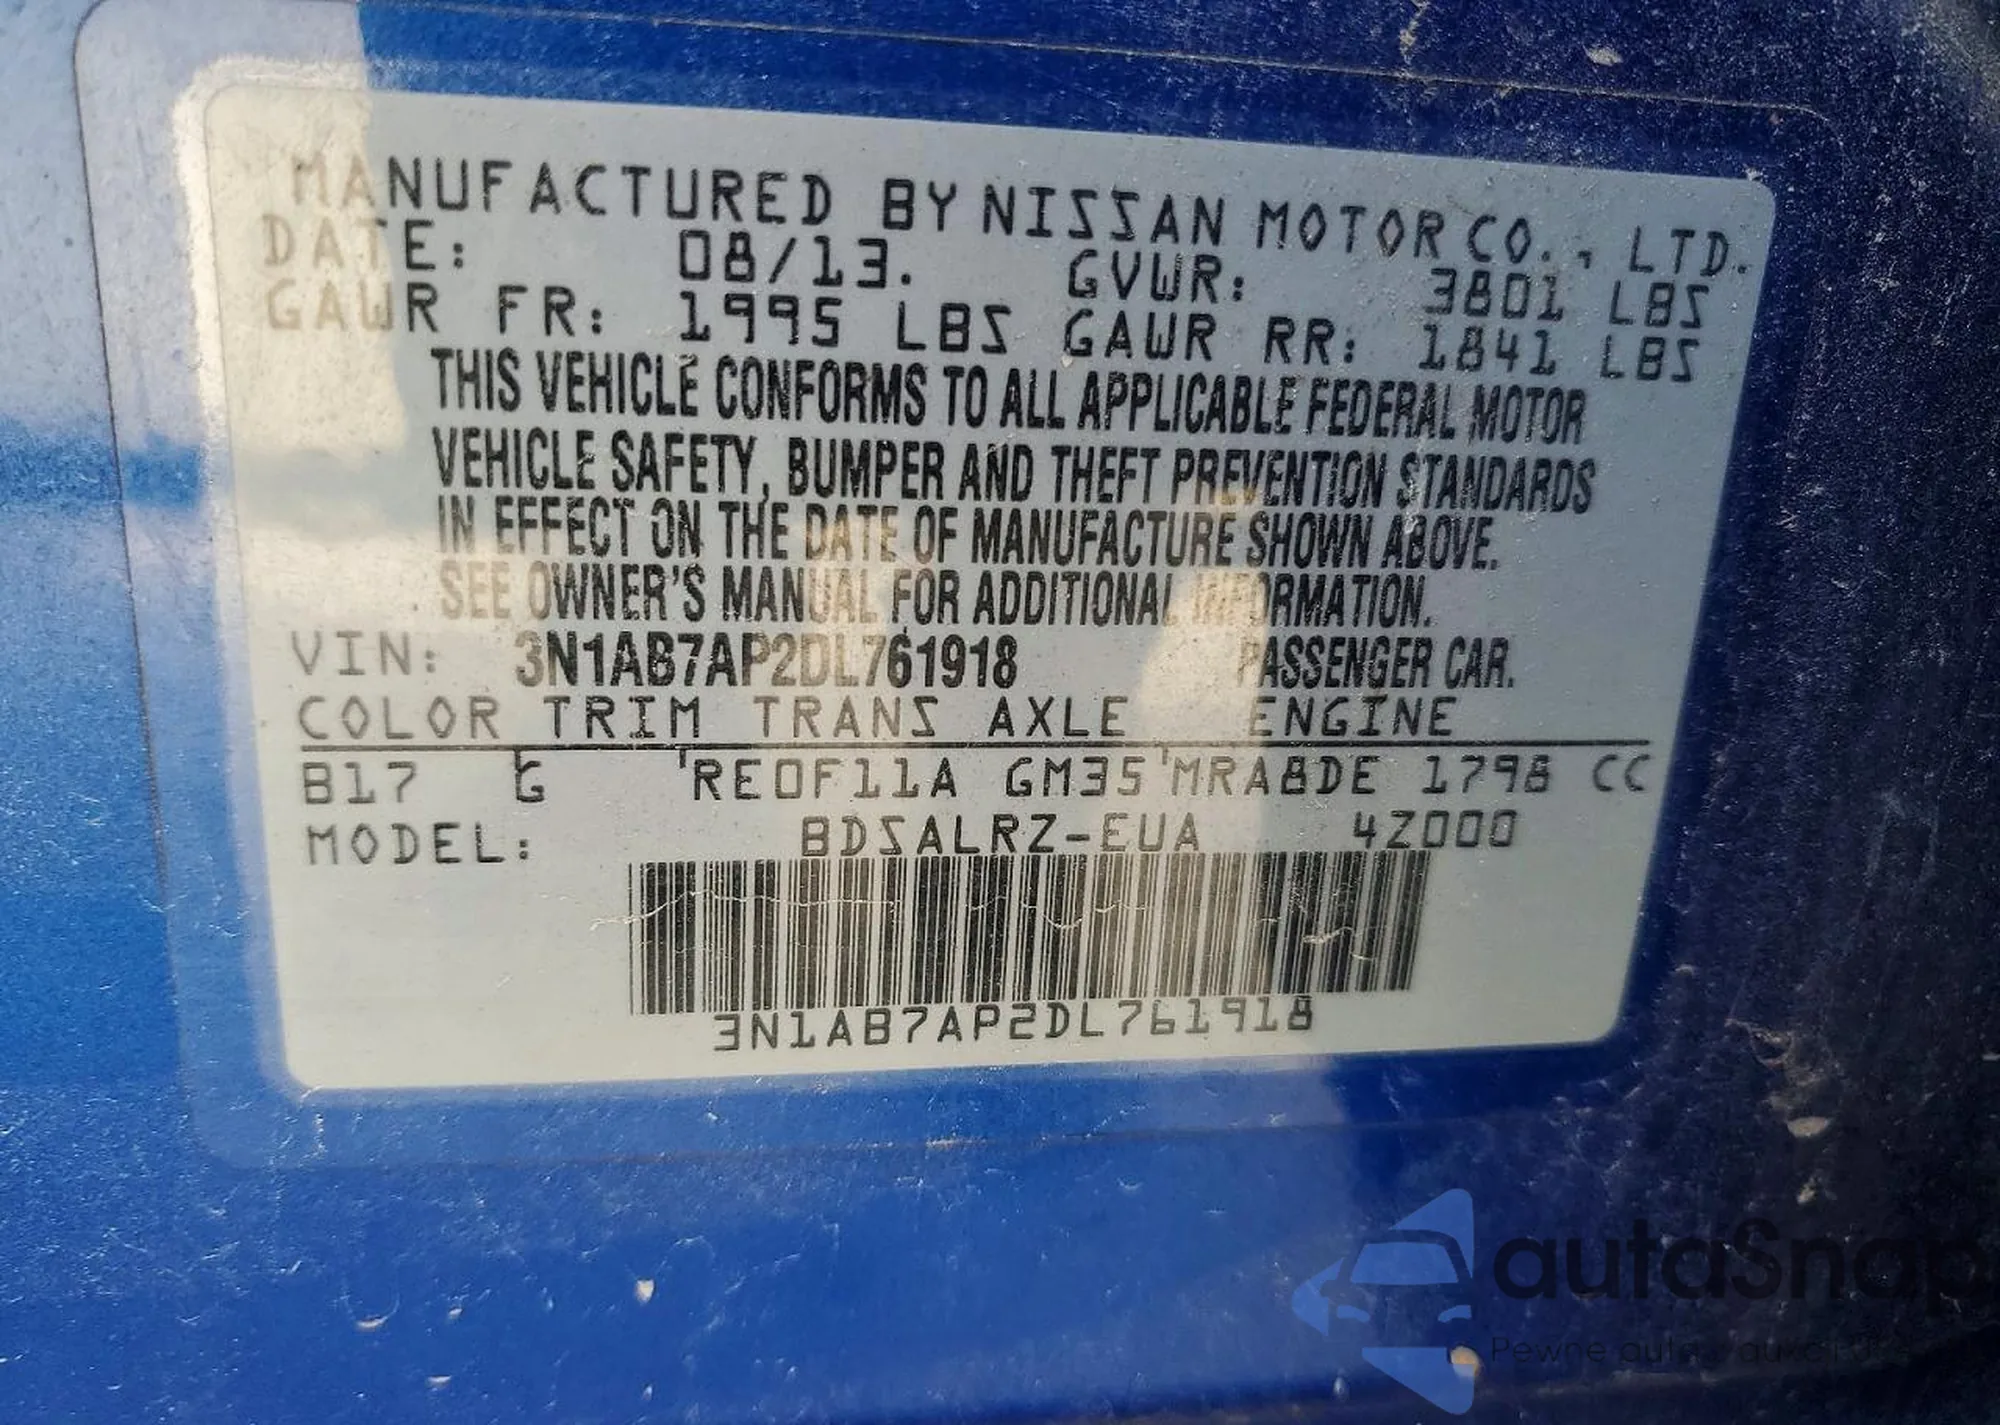 MANUFACTURED BY NISSAN MOTOR CO., LTD.
DATE: 08/13. GVWR: 3801 LBS
GAWR FR: 1995 LBS GAWR RR: 1841 LBS
THIS VEHICLE CONFORMS TO ALL APPLICABLE FEDERAL MOTOR
VEHICLE SAFETY, BUMPER AND THEFT PREVENTION STANDARDS
IN EFFECT ON THE DATE OF MANUFACTURE SHOWN ABOVE.
SEE OWNER'S MANUAL FOR ADDITIONAL INFORMATION.
VIN: 3N1AB7AP2DL761918 PASSENGER CAR.
COLOR TRIM TRANS AXLE ENGINE
B17 G RE0F11A GM35 MRA8DE 1798 CC
MODEL: BDSALRZ-EUA 4Z000
3N1AB7AP2DL761918
autaSnap
Pewne auta